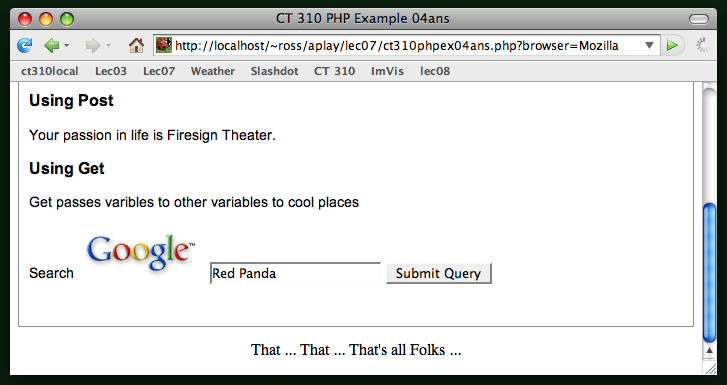 CT 310 PHP Example 04ans
http://localhost/~ross/aplay/lec07/ct310phpex04ans.php?browser=Mozilla
ct310local Lec03 Lec07 Weather Slashdot CT 310 ImVis lec08
Using Post
Your passion in life is Firesign Theater.
Using Get
Get passes varibles to other variables to cool places
Search Google™ Red Panda Submit Query
That ... That ... That's all Folks ...